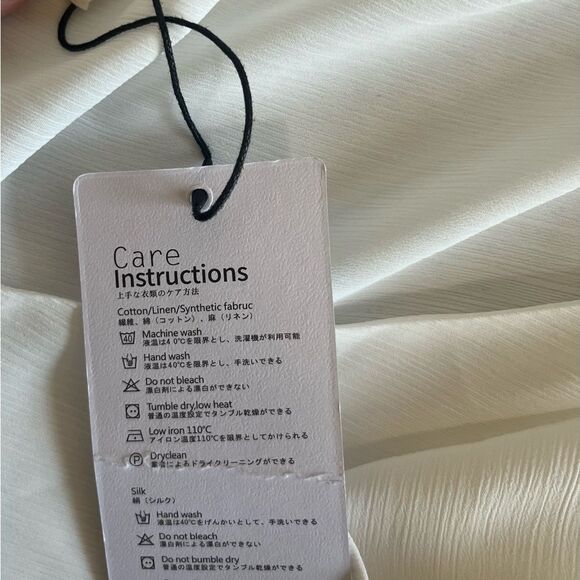 Care
Instructions
上手な衣類のケア方法
Cotton/Linen/Synthetic fabruc
繊維、綿（コットン）, 麻（リネン）
40
Machine wash
液温は4 0℃を限界とし、洗濯機が利用可能
Hand wash
液温は40℃を限界とし、手洗いできる
Do not bleach
漂白剤による漂白ができない
Tumble dry,low heat
普通の温度設定でタンブル乾燥ができる
Low iron 110℃
アイロン温度110℃を限界としてかけられる
P
Dryclean
によるドライクリーニングができる
Silk
絹（シルク）
Hand wash
液温は40℃をげんかいとして、手洗いできる
Do not bleach
漂白剤による漂白ができない
Do not bumble dry
普通の温度設定でタンブル乾燥ができる